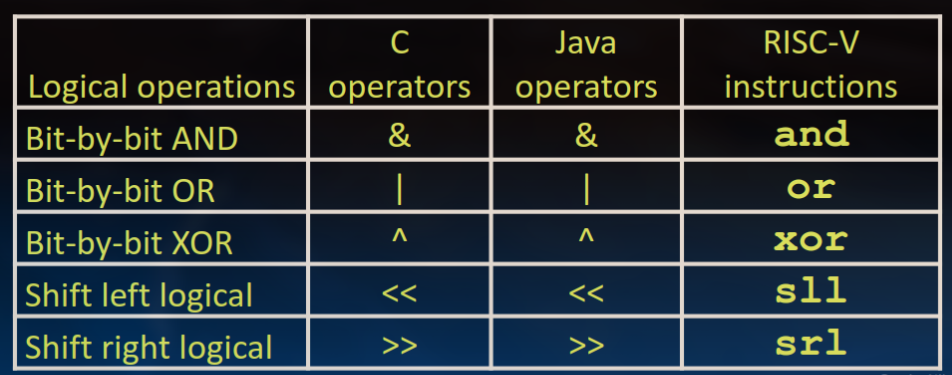 Logical operations C operators Java operators RISC-V instructions
Bit-by-bit AND & & and
Bit-by-bit OR | | or
Bit-by-bit XOR ^ ^ xor
Shift left logical << << sll
Shift right logical >> >> srl